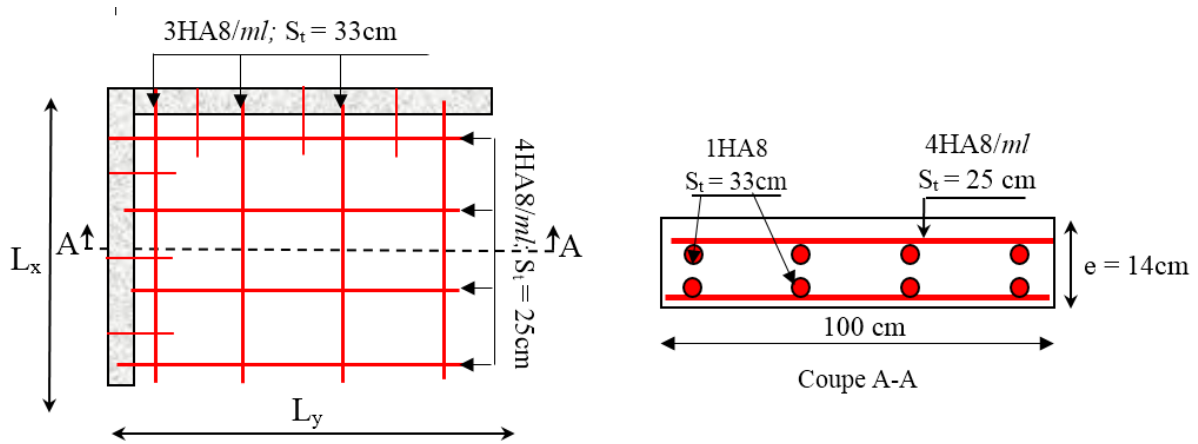 3HA8/ml; St = 33cm
Lx
A
A
4HA8/ml; St = 25cm
Ly
1HA8
St = 33cm
4HA8/ml
St = 25 cm
e = 14cm
100 cm
Coupe A-A